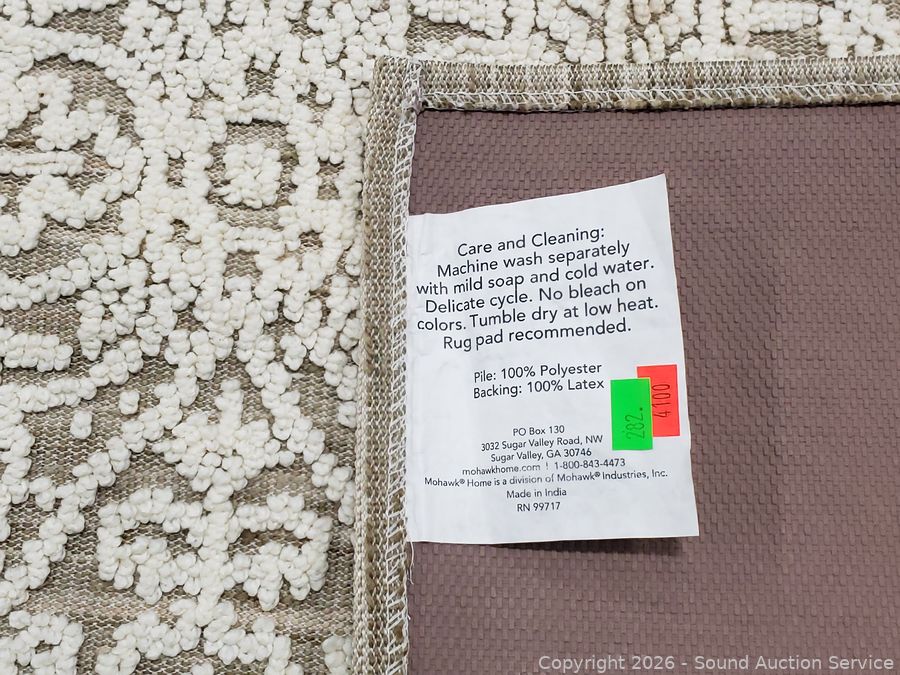 Care and Cleaning:
Machine wash separately
with mild soap and cold water.
Delicate cycle. No bleach on
colors. Tumble dry at low heat.
Rug pad recommended.
Pile: 100% Polyester
Backing: 100% Latex
282.
4100
PO Box 130
3032 Sugar Valley Road, NW
Sugar Valley, GA 30746
mohawkhome.com ! 1-800-843-4473
Mohawk® Home is a division of Mohawk® Industries, Inc.
Made in India
RN 99717
Copyright 2026 - Sound Auction Service